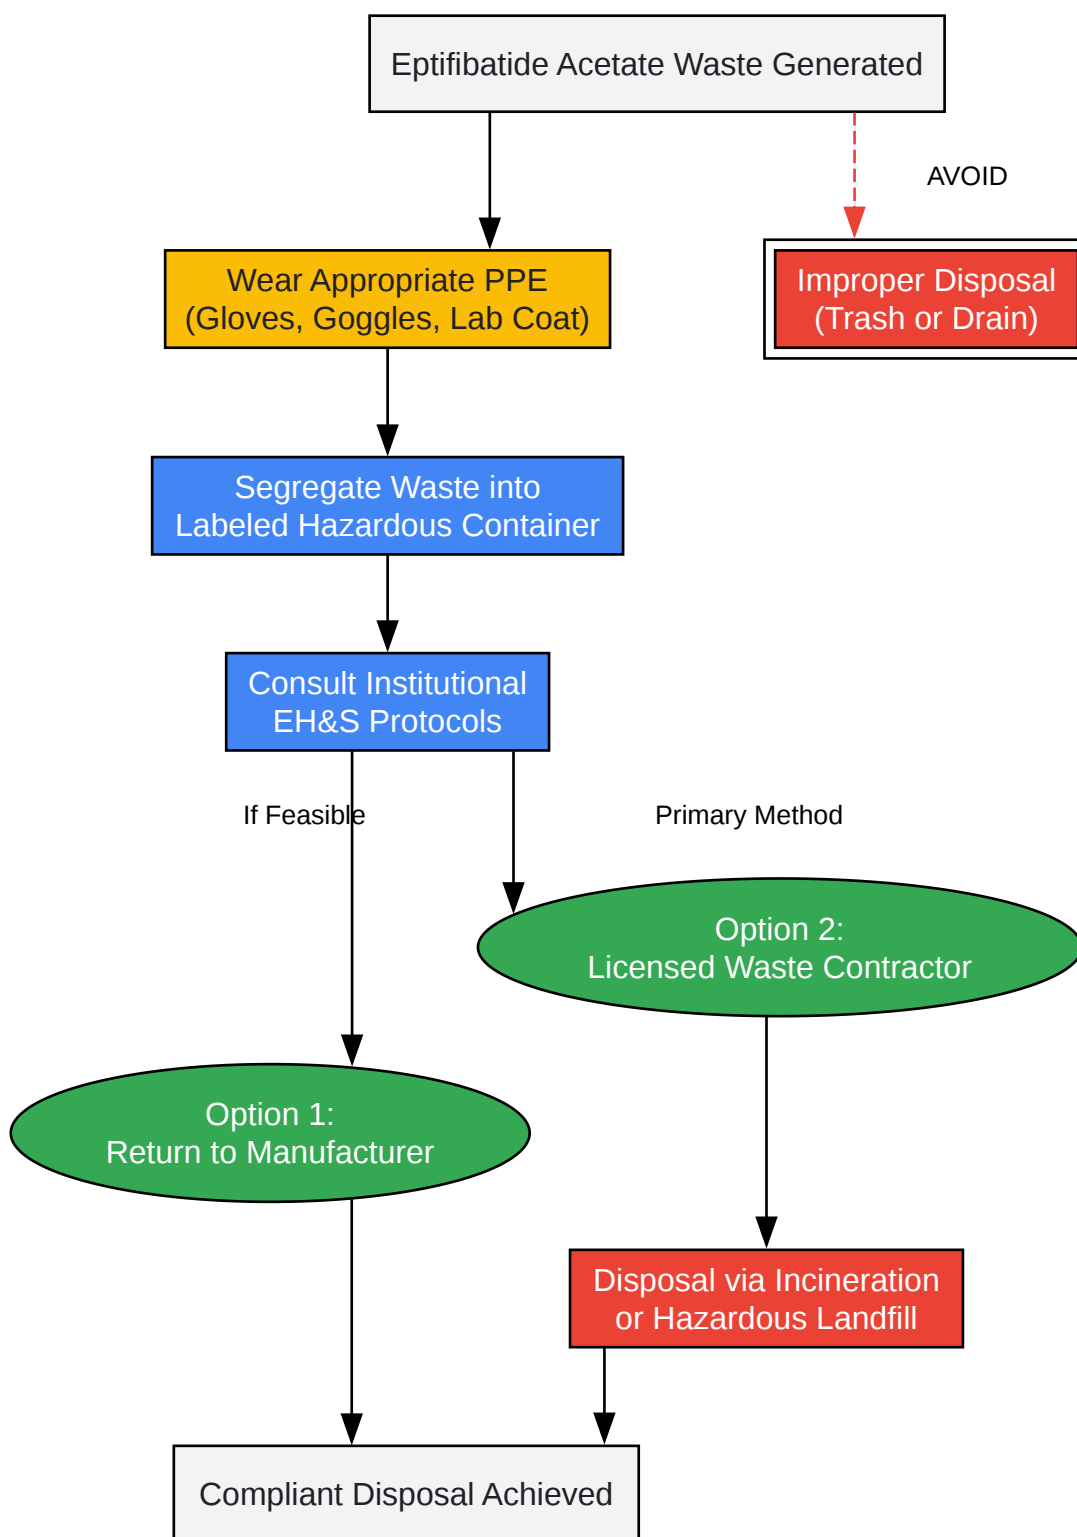 Eptifibatide Acetate Waste Generated
AVOID
Wear Appropriate PPE
(Gloves, Goggles, Lab Coat)
Improper Disposal
(Trash or Drain)
Segregate Waste into
Labeled Hazardous Container
Consult Institutional
EH&S Protocols
If Feasible
Primary Method
Option 2:
Licensed Waste Contractor
Option 1:
Return to Manufacturer
Disposal via Incineration
or Hazardous Landfill
Compliant Disposal Achieved